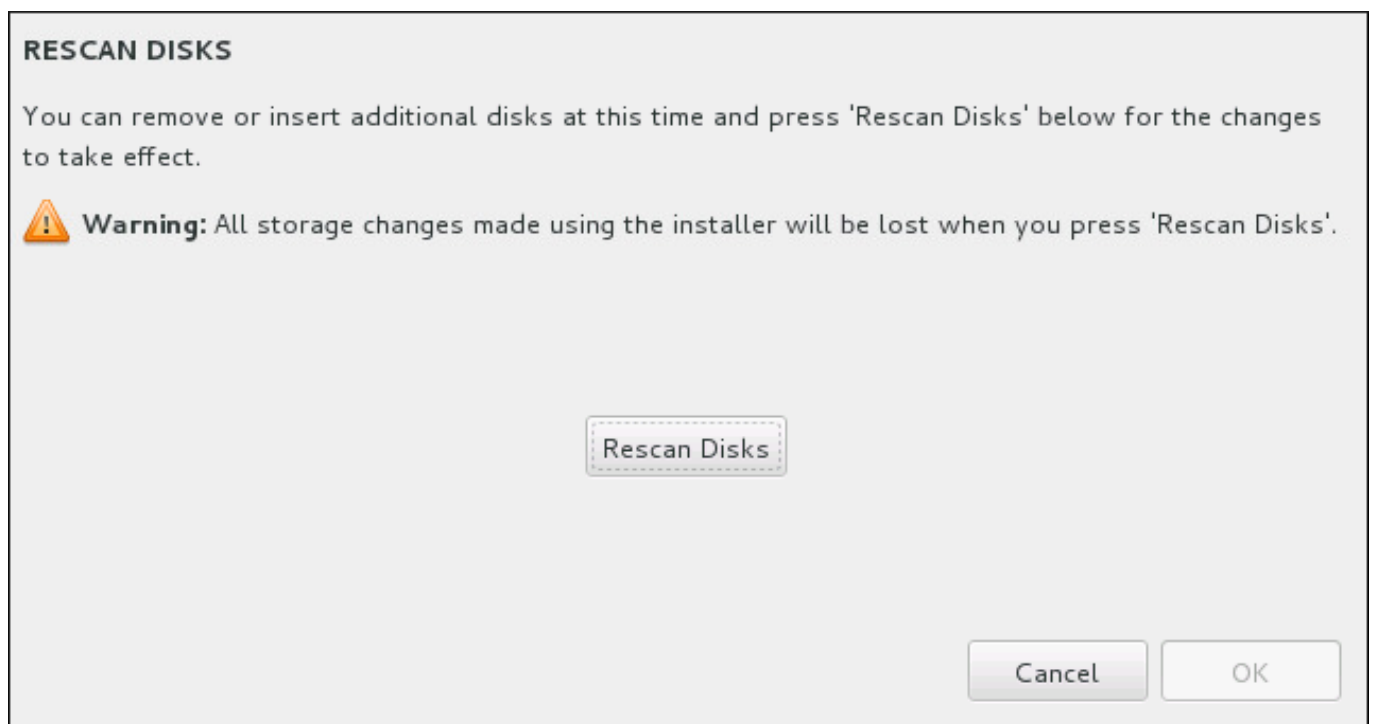 RESCAN DISKS
You can remove or insert additional disks at this time and press 'Rescan Disks' below for the changes
to take effect.
Warning: All storage changes made using the installer will be lost when you press 'Rescan Disks'.
Rescan Disks
Cancel
OK